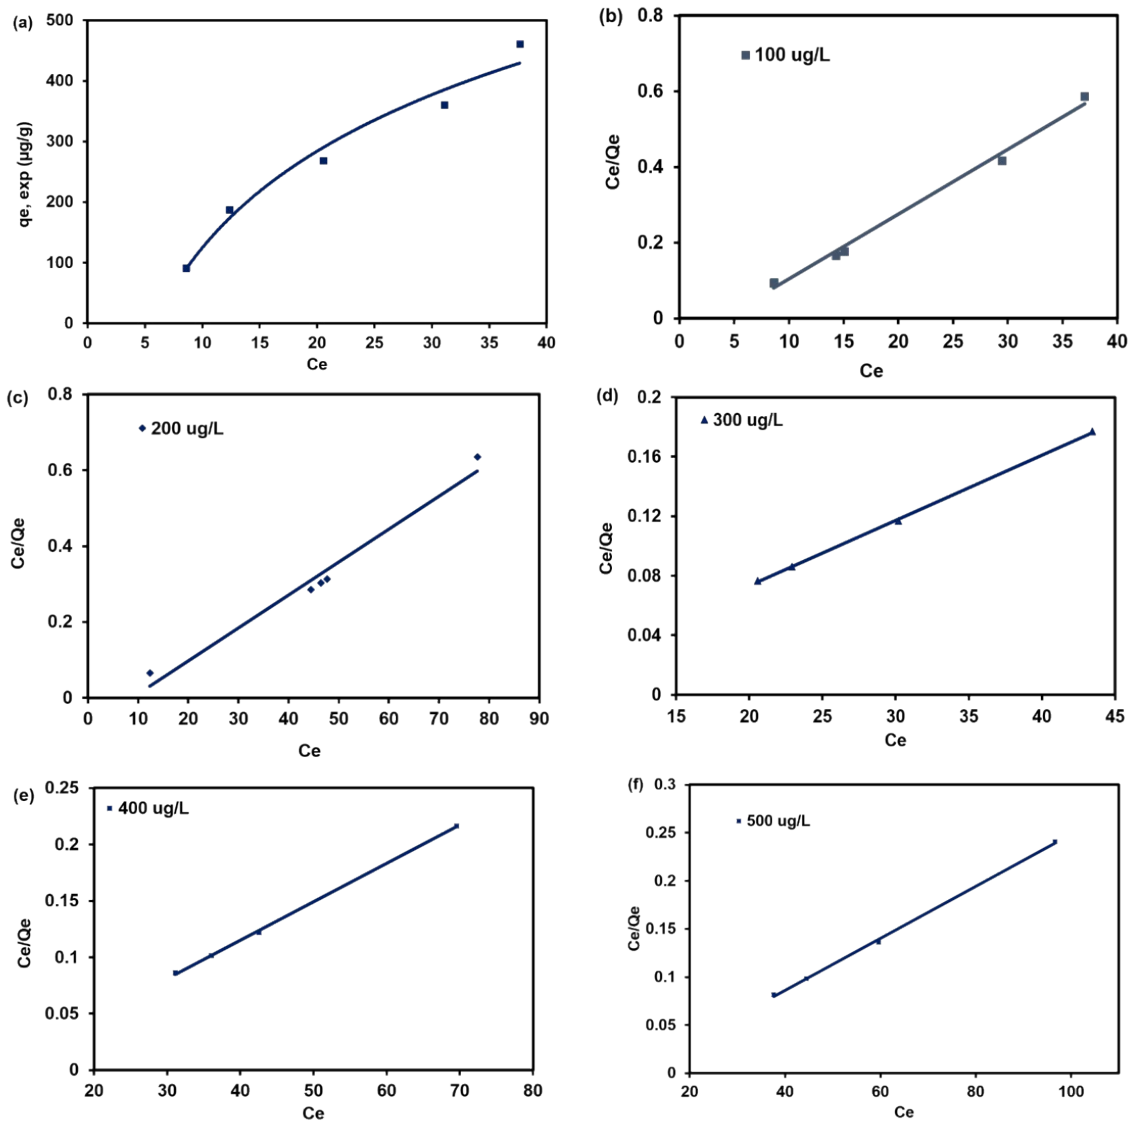 (a)
500
400
300
200
100
0
qe, exp (µg/g)
0 5 10 15 20 25 30 35 40
Ce
(b)
0.8
0.6
0.4
0.2
0
Ce/Qe
100 ug/L
0 5 10 15 20 25 30 35 40
Ce
(c)
0.8
0.6
0.4
0.2
0
Ce/Qe
200 ug/L
0 10 20 30 40 50 60 70 80 90
Ce
(d)
0.2
0.16
0.12
0.08
0.04
0
Ce/Qe
300 ug/L
15 20 25 30 35 40 45
Ce
(e)
0.25
0.2
0.15
0.1
0.05
0
Ce/Qe
400 ug/L
20 30 40 50 60 70 80
Ce
(f)
0.3
0.25
0.2
0.15
0.1
0.05
0
Ce/Qe
500 ug/L
20 40 60 80 100
Ce